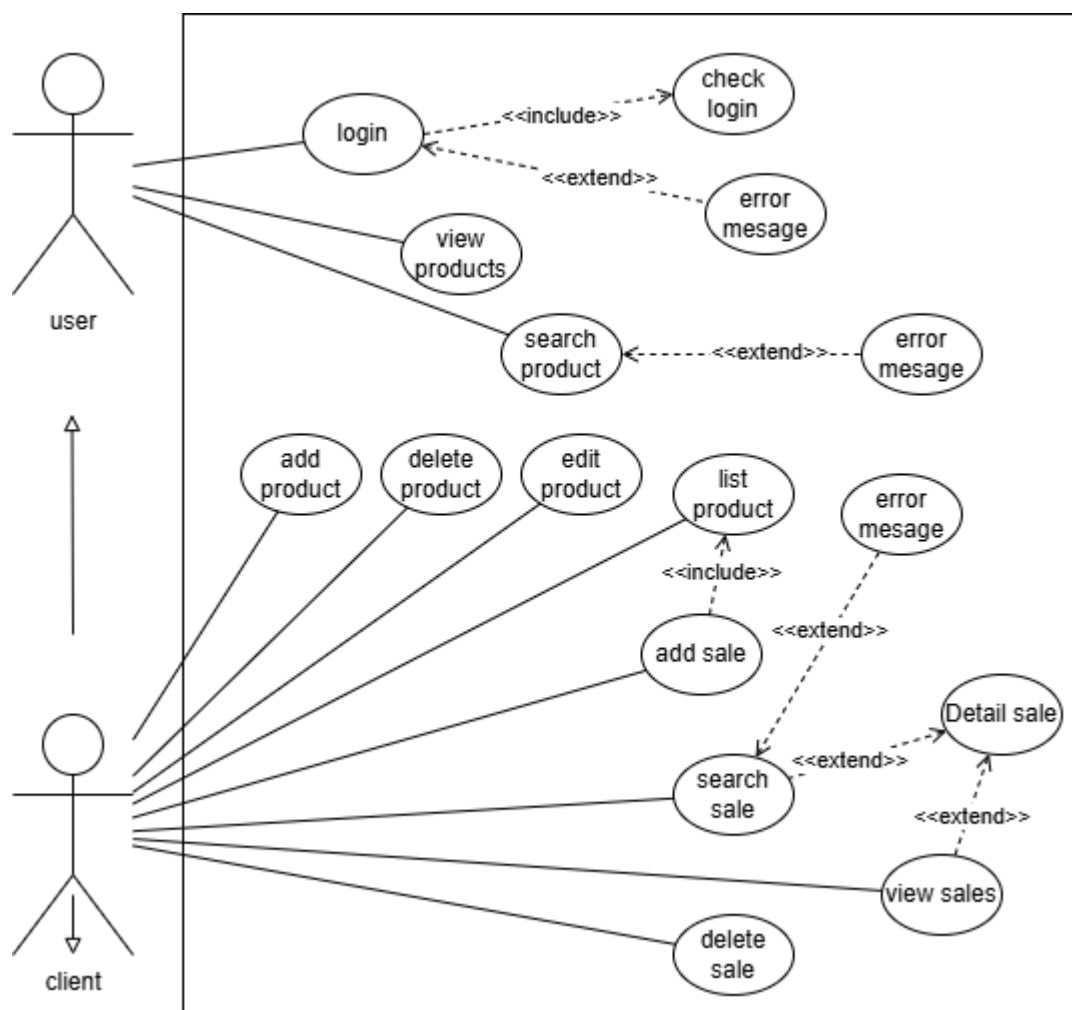 check
login
<<include>>
login
<<extend>>
error
mesage
view
products
user
search
product
<<extend>>
error
mesage
add
product
delete
product
edit
product
list
product
error
mesage
<<include>>
<<extend>>
add sale
Detail sale
<<extend>>
search
sale
<<extend>>
view sales
delete
sale
client